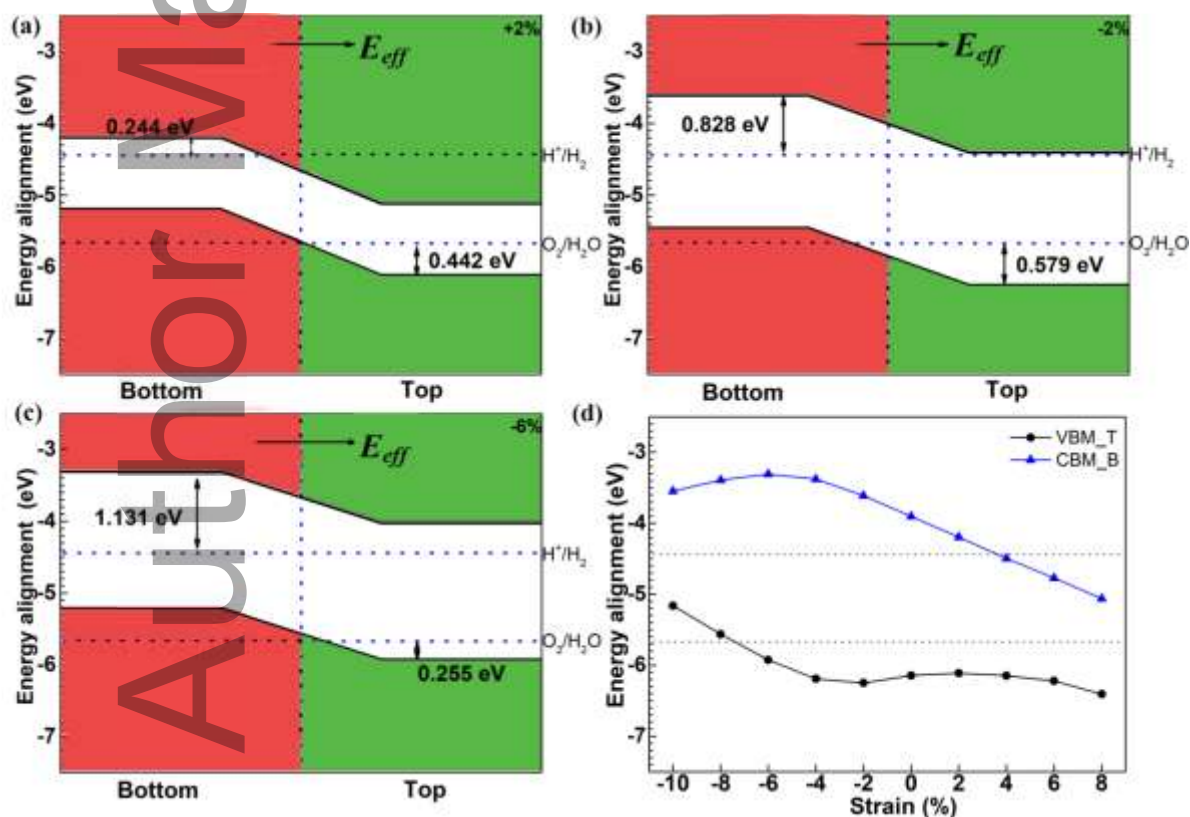 (a)
+2%
E_eff
-3
-4
-5
-6
-7
Energy alignment (eV)
0.244 eV
0.442 eV
H⁺/H₂
O₂/H₂O
Bottom
Top
(b)
-2%
E_eff
-3
-4
-5
-6
-7
Energy alignment (eV)
0.828 eV
0.579 eV
H⁺/H₂
O₂/H₂O
Bottom
Top
(c)
-6%
E_eff
-3
-4
-5
-6
-7
Energy alignment (eV)
1.131 eV
0.255 eV
H⁺/H₂
O₂/H₂O
Bottom
Top
(d)
VBM_T
CBM_B
-3
-4
-5
-6
-7
Energy alignment (eV)
-10 -8 -6 -4 -2 0 2 4 6 8
Strain (%)
Author Ma